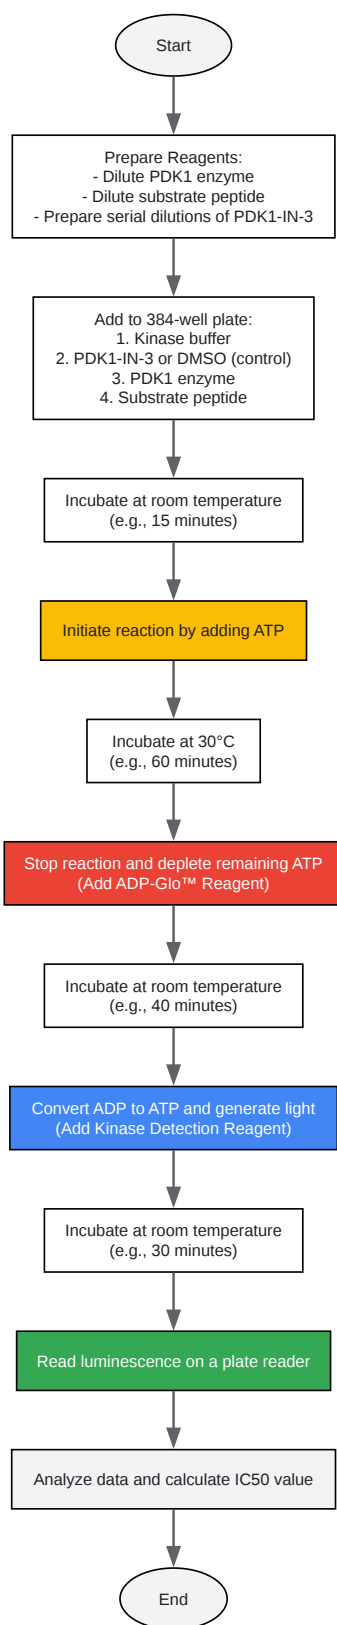 Start
Prepare Reagents:
- Dilute PDK1 enzyme
- Dilute substrate peptide
- Prepare serial dilutions of PDK1-IN-3
Add to 384-well plate:
1. Kinase buffer
2. PDK1-IN-3 or DMSO (control)
3. PDK1 enzyme
4. Substrate peptide
Incubate at room temperature
(e.g., 15 minutes)
Initiate reaction by adding ATP
Incubate at 30°C
(e.g., 60 minutes)
Stop reaction and deplete remaining ATP
(Add ADP-Glo™ Reagent)
Incubate at room temperature
(e.g., 40 minutes)
Convert ADP to ATP and generate light
(Add Kinase Detection Reagent)
Incubate at room temperature
(e.g., 30 minutes)
Read luminescence on a plate reader
Analyze data and calculate IC50 value
End